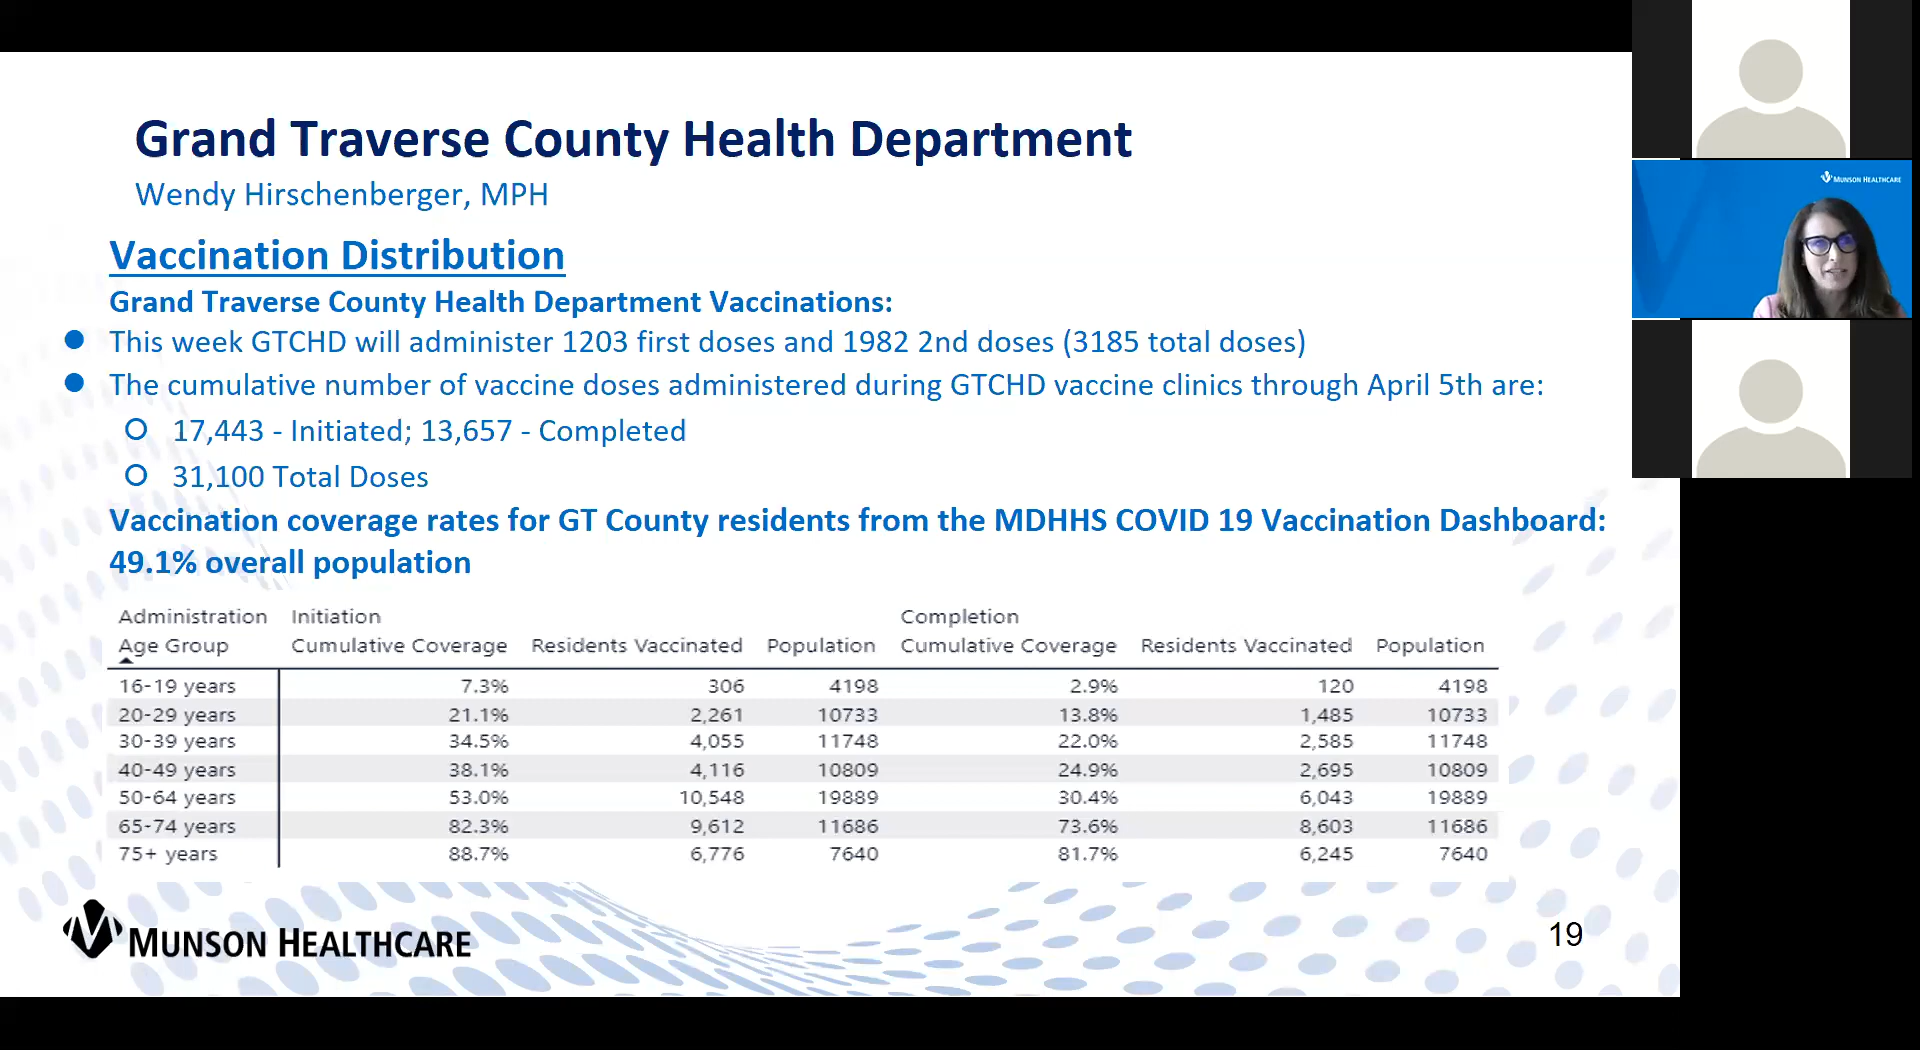 Grand Traverse County Health Department
Wendy Hirschenberger, MPH
Vaccination Distribution
Grand Traverse County Health Department Vaccinations:
This week GTCHD will administer 1203 first doses and 1982 2nd doses (3185 total doses)
The cumulative number of vaccine doses administered during GTCHD vaccine clinics through April 5th are:
17,443 - Initiated; 13,657 - Completed
31,100 Total Doses
Vaccination coverage rates for GT County residents from the MDHHS COVID 19 Vaccination Dashboard:
49.1% overall population
Administration Initiation Completion
Age Group Cumulative Coverage Residents Vaccinated Population Cumulative Coverage Residents Vaccinated Population
16-19 years 7.3% 306 4198 2.9% 120 4198
20-29 years 21.1% 2,261 10733 13.8% 1,485 10733
30-39 years 34.5% 4,055 11748 22.0% 2,585 11748
40-49 years 38.1% 4,116 10809 24.9% 2,695 10809
50-64 years 53.0% 10,548 19889 30.4% 6,043 19889
65-74 years 82.3% 9,612 11686 73.6% 8,603 11686
75+ years 88.7% 6,776 7640 81.7% 6,245 7640
MUNSON HEALTHCARE
19
MUNSON HEALTHCARE